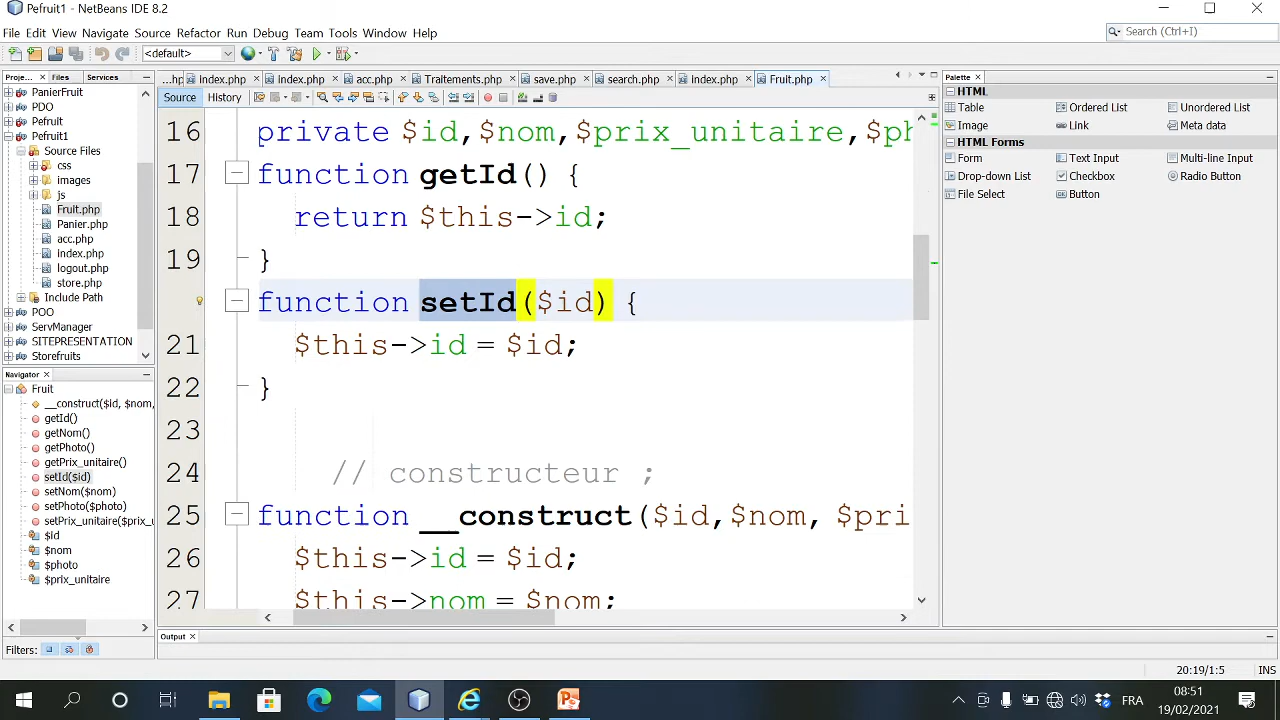 Pefruit1 - NetBeans IDE 8.2
File Edit View Navigate Source Refactor Run Debug Team Tools Window Help
Search (Ctrl+I)
<default>
Proje... Files Services
PanierFruit
PDO
Pefruit
Pefruit1
Source Files
css
images
js
Fruit.php
Panier.php
acc.php
index.php
logout.php
store.php
Include Path
POO
ServManager
SITEPRESENTATION
Storefruits
Navigator
Fruit
__construct($id, $nom,
getId()
getNom()
getPhoto()
getPrix_unitaire()
setId($id)
setNom($nom)
setPhoto($photo)
setPrix_unitaire($prix_u
$id
$nom
$photo
$prix_unitaire
Filters:
...hp index.php index.php acc.php Traitements.php save.php search.php index.php Fruit.php
Source History
16 private $id,$nom,$prix_unitaire,$ph
17 function getId() {
18 return $this->id;
19 }
function setId($id) {
21 $this->id = $id;
22 }
23
24 // constructeur ;
25 function __construct($id,$nom, $pri
26 $this->id = $id;
27 $this->nom = $nom;
Output
Palette
HTML
Table Ordered List Unordered List
Image Link Meta data
HTML Forms
Form Text Input Multi-line Input
Drop-down List Checkbox Radio Button
File Select Button
20:19/1:5 INS
FRA
08:51
19/02/2021